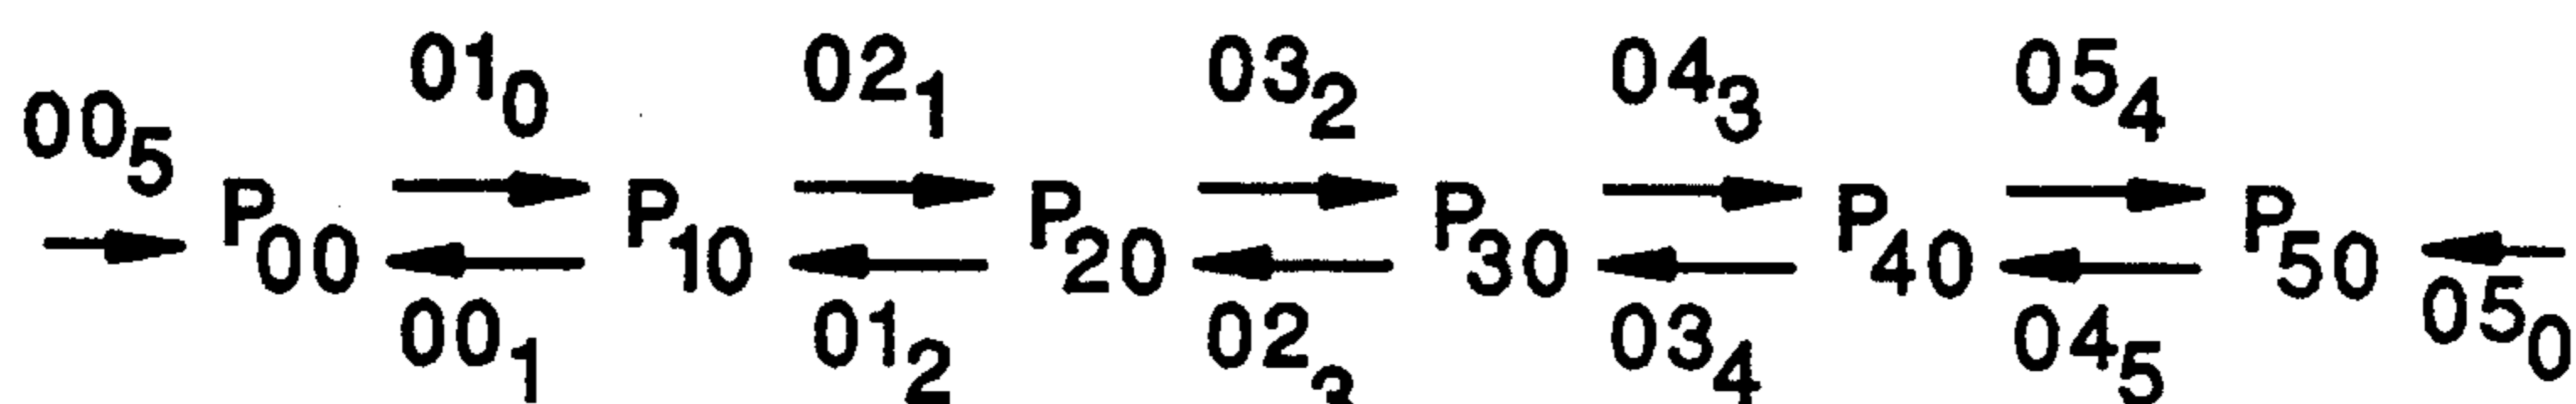 00₅ 01₀ 02₁ 03₂ 04₃ 05₄
P₀₀ P₁₀ P₂₀ P₃₀ P₄₀ P₅₀
00₁ 01₂ 02₃ 03₄ 04₅ 05₀